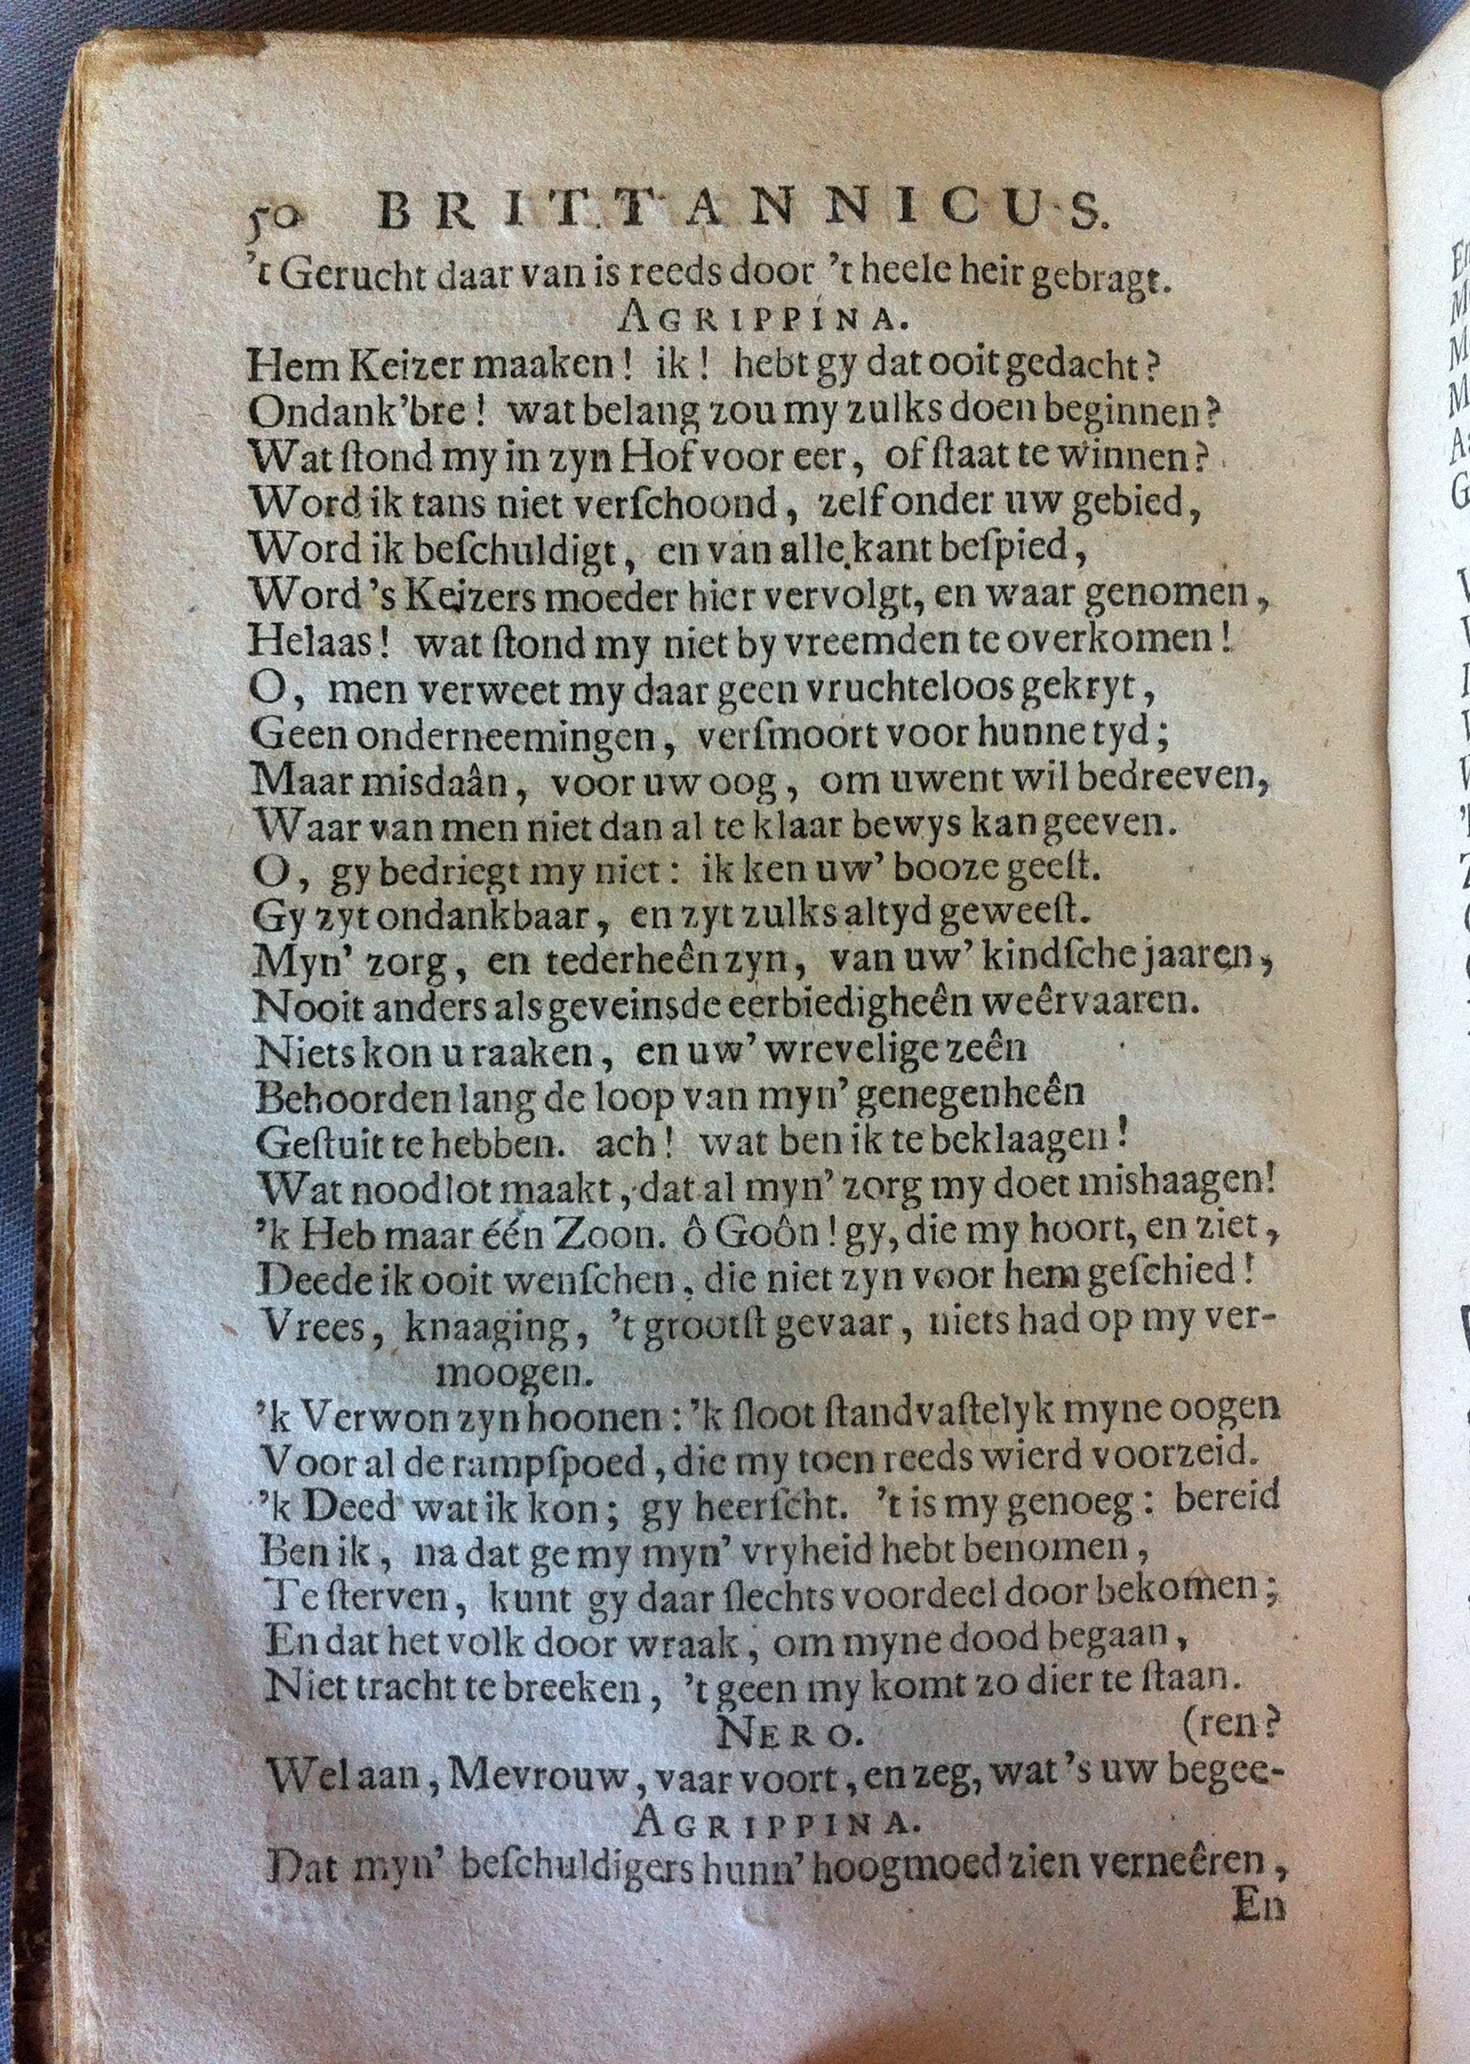 50 BRITTANNICUS.
't Gerucht daar van is reeds door 't heele heir gebragt.
AGRIPPINA.
Hem Keizer maaken! ik! hebt gy dat ooit gedacht?
Ondank'bre! wat belang zou my zulks doen beginnen?
Wat ſtond my in zyn Hof voor eer, of ſtaat te winnen?
Word ik tans niet verſchoond, zelf onder uw gebied,
Word ik beſchuldigt, en van alle kant beſpied,
Word 's Keizers moeder hier vervolgt, en waar genomen,
Helaas! wat ſtond my niet by vreemden te overkomen!
O, men verweet my daar geen vruchteloos gekryt,
Geen onderneemingen, verſmoort voor hunne tyd;
Maar misdaân, voor uw oog, om uwent wil bedreeven,
Waar van men niet dan al te klaar bewys kan geeven.
O, gy bedriegt my niet: ik ken uw' booze geeſt.
Gy zyt ondankbaar, en zyt zulks altyd geweeſt.
Myn' zorg, en tederheên zyn, van uw' kindſche jaaren,
Nooit anders als geveinsde eerbiedigheên weêrvaaren.
Niets kon u raaken, en uw' wrevelige zeên
Behoorden lang de loop van myn' genegenheên
Geſtuit te hebben. ach! wat ben ik te beklaagen!
Wat noodlot maakt, dat al myn' zorg my doet mishaagen!
'k Heb maar één Zoon. ô Goôn! gy, die my hoort, en ziet,
Deede ik ooit wenſchen, die niet zyn voor hem geſchied!
Vrees, knaaging, 't grootſt gevaar, niets had op my ver-
moogen.
'k Verwon zyn hoonen: 'k ſloot ſtandvaſtelyk myne oogen
Voor al de rampſpoed, die my toen reeds wierd voorzeid.
'k Deed wat ik kon; gy heerſcht. 't is my genoeg: bereid
Ben ik, na dat ge my myn' vryheid hebt benomen,
Te ſterven, kunt gy daar ſlechts voordeel door bekomen;
En dat het volk door wraak, om myne dood begaan,
Niet tracht te breeken, 't geen my komt zo dier te ſtaan.
NERO. (ren?
Wel aan, Mevrouw, vaar voort, en zeg, wat 's uw begee-
AGRIPPINA.
Dat myn' beſchuldigers hunn' hoogmoed zien verneêren,
En